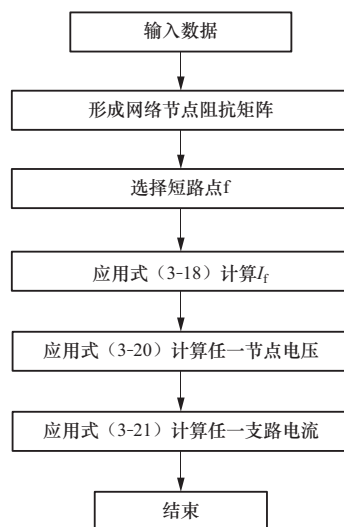 输入数据
形成网络节点阻抗矩阵
选择短路点f
应用式（3-18）计算If
应用式（3-20）计算任一节点电压
应用式（3-21）计算任一支路电流
结束